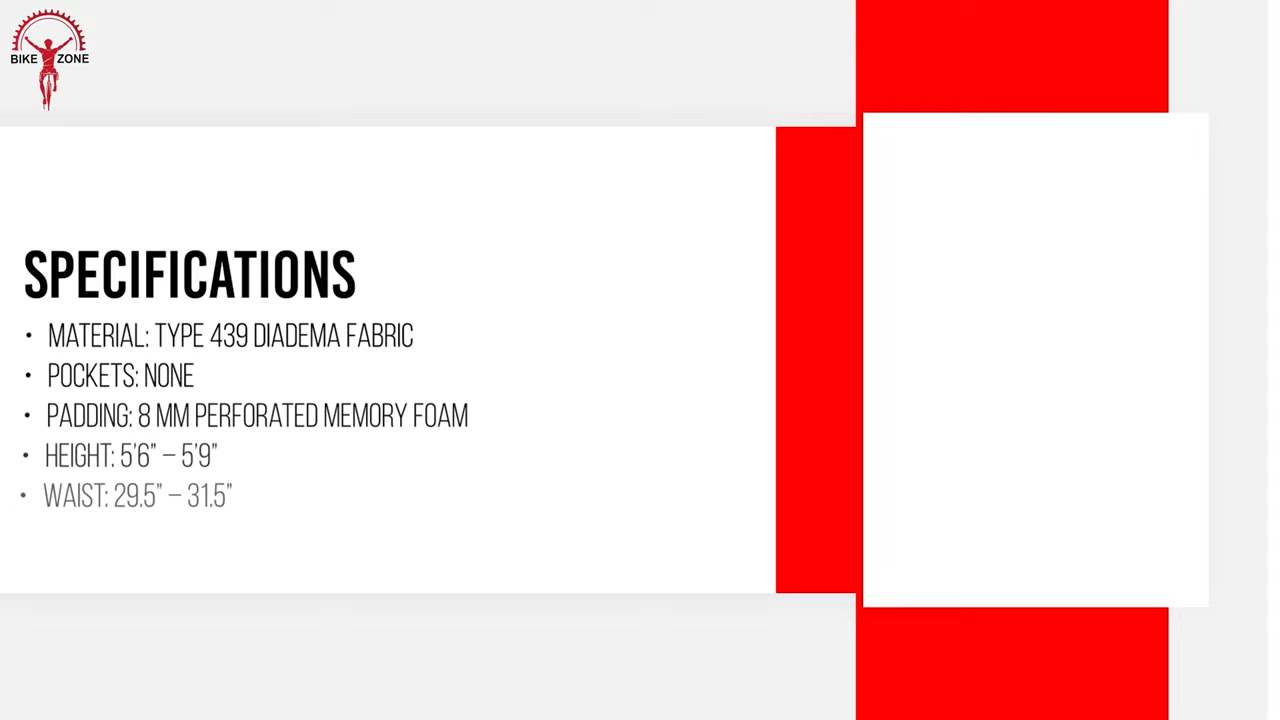 BIKE ZONE
SPECIFICATIONS
• MATERIAL: TYPE 439 DIADEMA FABRIC
• POCKETS: NONE
• PADDING: 8 MM PERFORATED MEMORY FOAM
• HEIGHT: 5'6" – 5'9"
• WAIST: 29.5" – 31.5"